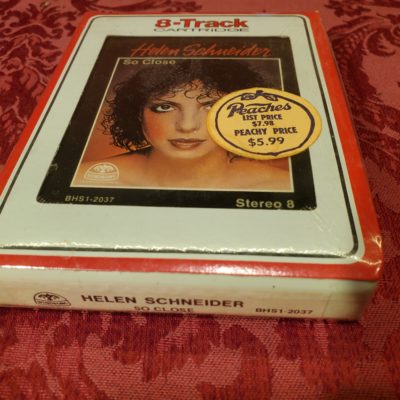 8-Track
CARTRIDGE
Helen Schneider
So Close
Peaches
LIST PRICE
$7.98
PEACHY PRICE
$5.99
BHS1-2037
Stereo 8
HELEN SCHNEIDER
SO CLOSE
BHS1-2037